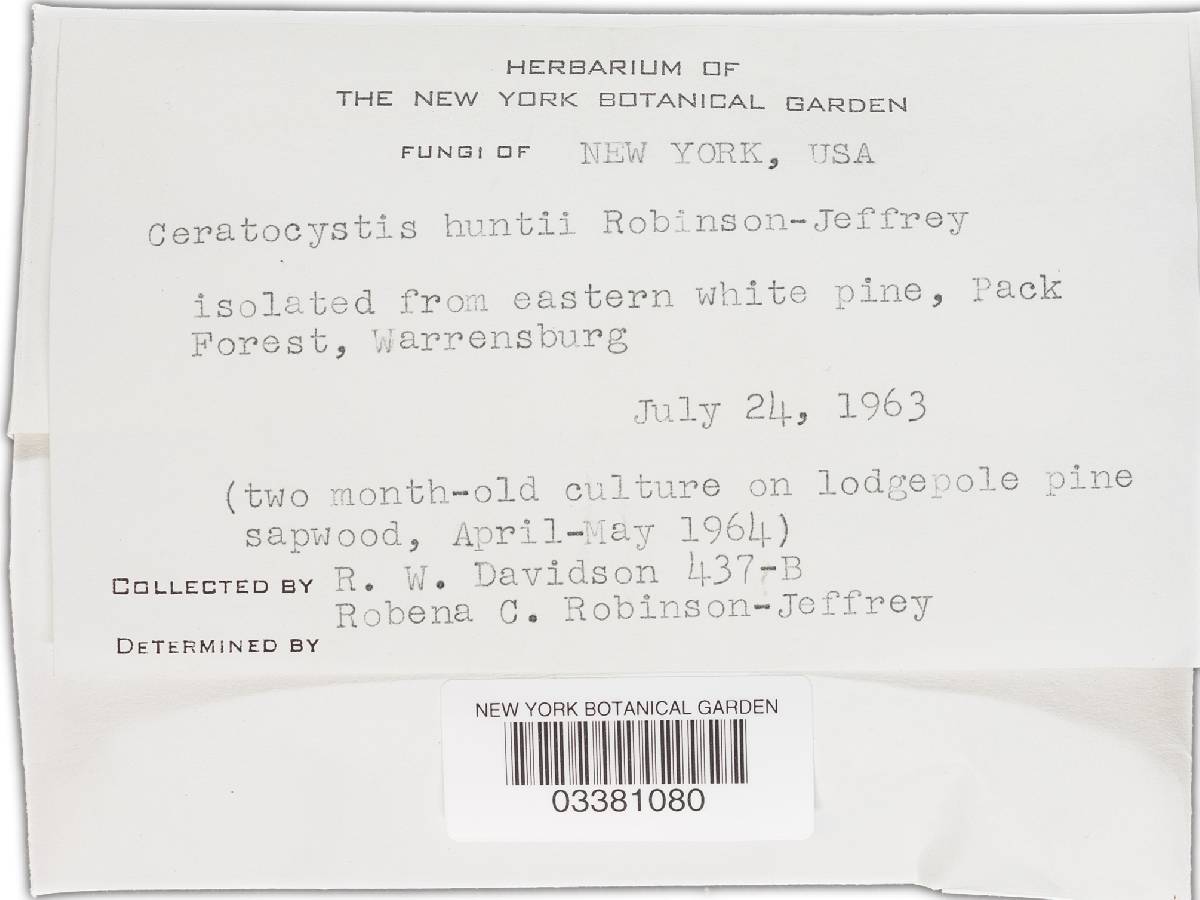 HERBARIUM OF
THE NEW YORK BOTANICAL GARDEN
FUNGI OF NEW YORK, USA
Ceratocystis huntii Robinson-Jeffrey
isolated from eastern white pine, Pack
Forest, Warrensburg
July 24, 1963
(two month-old culture on lodgepole pine
sapwood, April-May 1964)
COLLECTED BY R. W. Davidson 437-B
Robena C. Robinson-Jeffrey
DETERMINED BY
NEW YORK BOTANICAL GARDEN
03381080